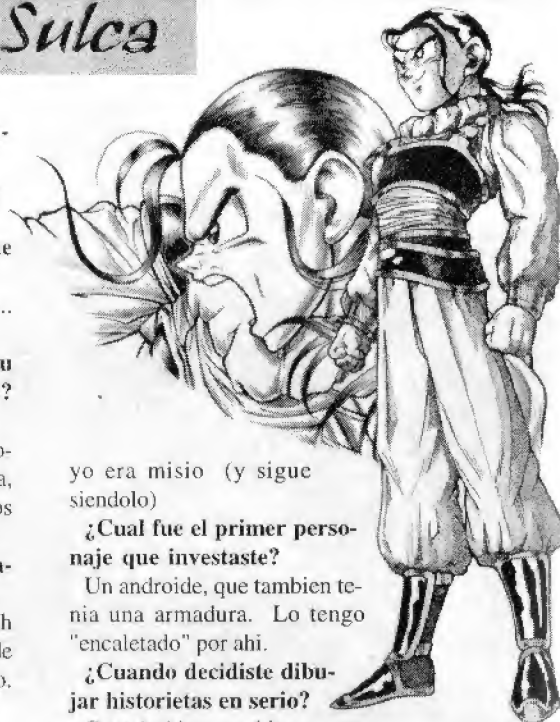 Sulca
yo era misio (y sigue
siendolo)
¿Cual fue el primer perso-
naje que investaste?
Un androide, que tambien te-
nia una armadura. Lo tengo
"encaletado" por ahi.
¿Cuando decidiste dibu-
jar historietas en serio?